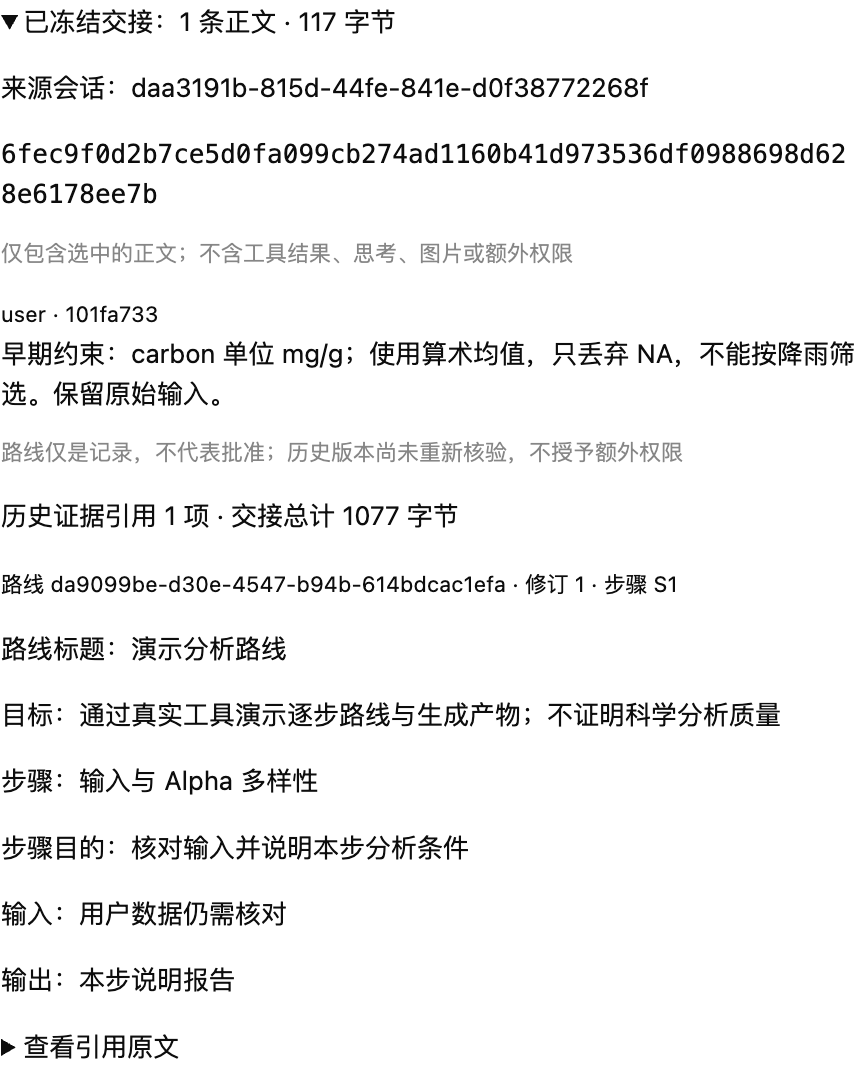 ▼已冻结交接：1 条正文 · 117 字节
来源会话：daa3191b-815d-44fe-841e-d0f38772268f
6fec9f0d2b7ce5d0fa099cb274ad1160b41d973536df0988698d62
8e6178ee7b
仅包含选中的正文；不含工具结果、思考、图片或额外权限
user · 101fa733
早期约束：carbon 单位 mg/g；使用算术均值，只丢弃 NA，不能按降雨筛
选。保留原始输入。
路线仅是记录，不代表批准；历史版本尚未重新核验，不授予额外权限
历史证据引用 1 项 · 交接总计 1077 字节
路线 da9099be-d30e-4547-b94b-614bdcac1efa · 修订 1 · 步骤 S1
路线标题：演示分析路线
目标：通过真实工具演示逐步路线与生成产物；不证明科学分析质量
步骤：输入与 Alpha 多样性
步骤目的：核对输入并说明本步分析条件
输入：用户数据仍需核对
输出：本步说明报告
▶查看引用原文